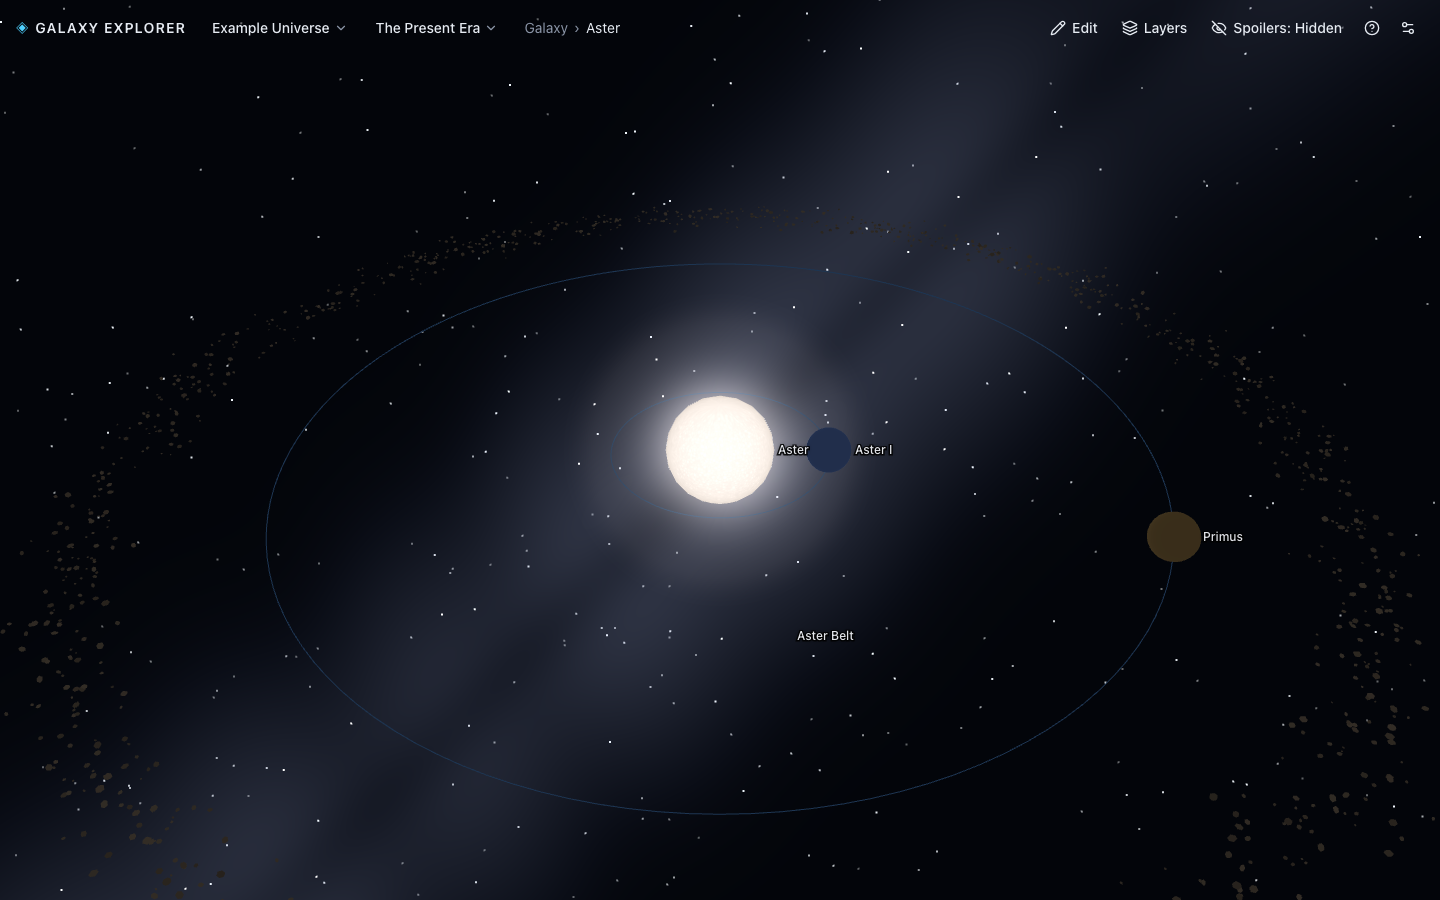 GALAXY EXPLORER Example Universe The Present Era Galaxy › Aster Edit Layers Spoilers: Hidden
Aster
Aster I
Primus
Aster Belt